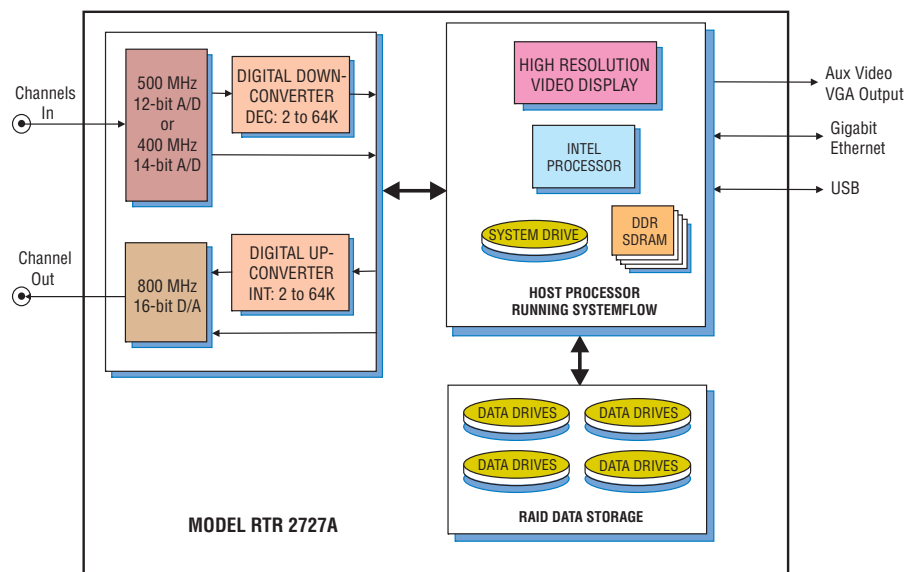 Channels
In
500 MHz
12-bit A/D
or
400 MHz
14-bit A/D
DIGITAL DOWN-
CONVERTER
DEC: 2 to 64K
Channel
Out
800 MHz
16-bit D/A
DIGITAL UP-
CONVERTER
INT: 2 to 64K
HIGH RESOLUTION
VIDEO DISPLAY
INTEL
PROCESSOR
SYSTEM DRIVE
DDR
SDRAM
HOST PROCESSOR
RUNNING SYSTEMFLOW
Aux Video
VGA Output
Gigabit
Ethernet
USB
DATA DRIVES
DATA DRIVES
DATA DRIVES
DATA DRIVES
RAID DATA STORAGE
MODEL RTR 2727A